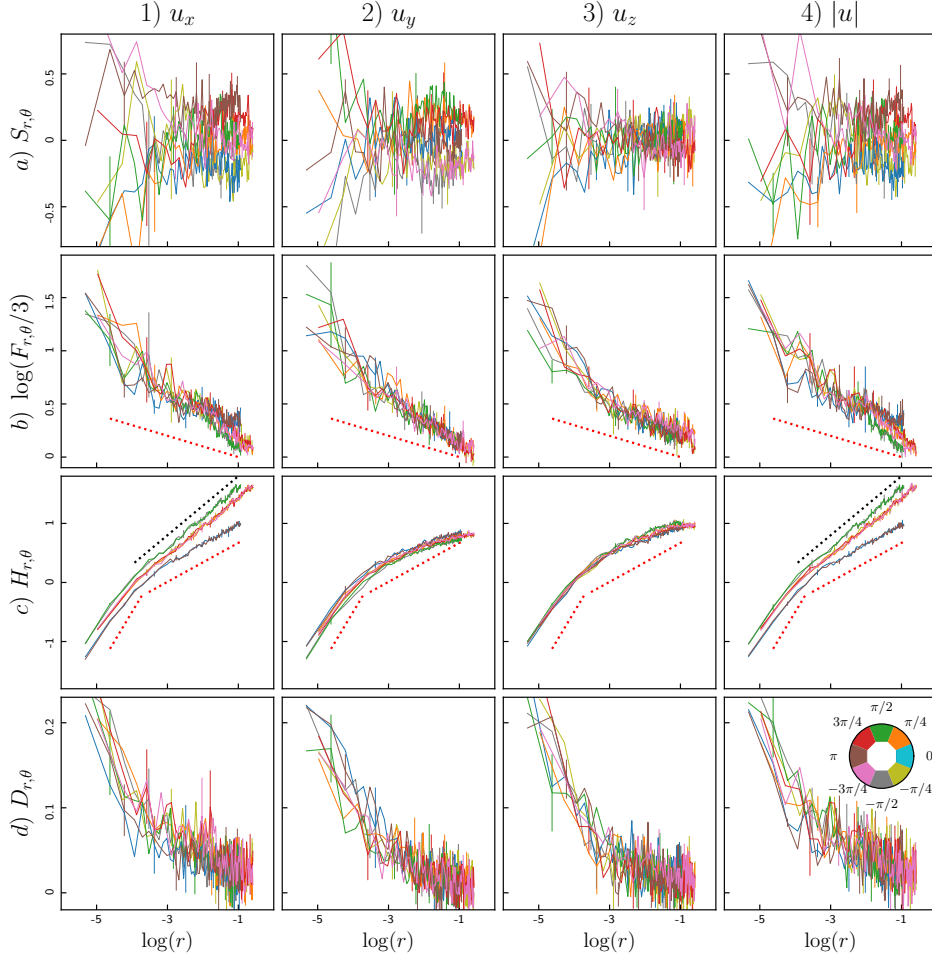 1) u_x 2) u_y 3) u_z 4) |u|
a) S_{r,θ}
0.5
0
-0.5
b) log(F_{r,θ}/3)
1.5
1
0.5
0
c) H_{r,θ}
1
0
-1
d) D_{r,θ}
0.2
0.1
0
π/2
3π/4 π/4
π 0
−3π/4 −π/4
−π/2
-5 -3 -1 -5 -3 -1 -5 -3 -1 -5 -3 -1
log(r) log(r) log(r) log(r)